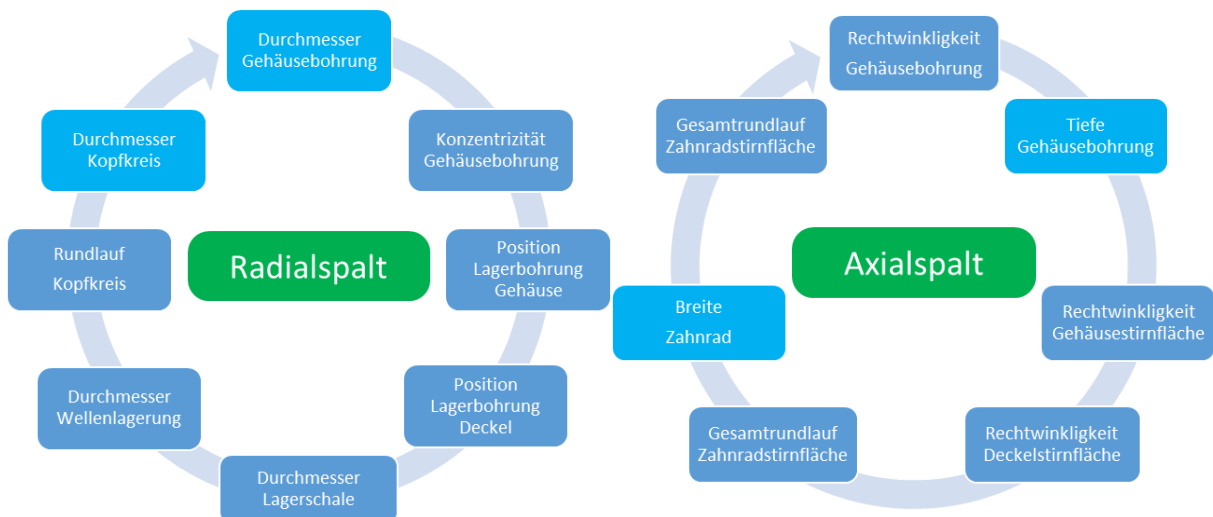 Durchmesser
Gehäusebohrung
Konzentrizität
Gehäusebohrung
Position
Lagerbohrung
Gehäuse
Position
Lagerbohrung
Deckel
Durchmesser
Lagerschale
Durchmesser
Wellenlagerung
Rundlauf
Kopfkreis
Durchmesser
Kopfkreis
Radialspalt
Rechtwinkligkeit
Gehäusebohrung
Tiefe
Gehäusebohrung
Rechtwinkligkeit
Gehäusestirnfläche
Rechtwinkligkeit
Deckelstirnfläche
Gesamtrundlauf
Zahnradstirnfläche
Breite
Zahnrad
Gesamtrundlauf
Zahnradstirnfläche
Axialspalt